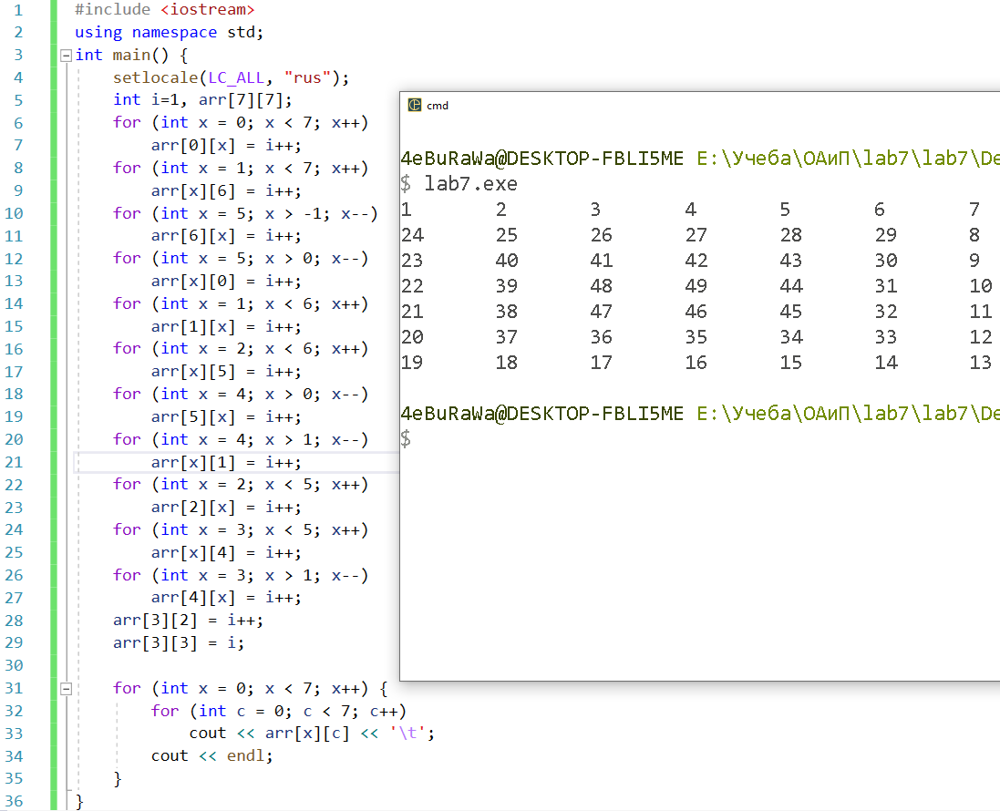 1 #include <iostream>
2 using namespace std;
3 int main() {
4 setlocale(LC_ALL, "rus");
5 int i=1, arr[7][7];
6 for (int x = 0; x < 7; x++)
7 arr[0][x] = i++;
8 for (int x = 1; x < 7; x++)
9 arr[x][6] = i++;
10 for (int x = 5; x > -1; x--)
11 arr[6][x] = i++;
12 for (int x = 5; x > 0; x--)
13 arr[x][0] = i++;
14 for (int x = 1; x < 6; x++)
15 arr[1][x] = i++;
16 for (int x = 2; x < 6; x++)
17 arr[x][5] = i++;
18 for (int x = 4; x > 0; x--)
19 arr[5][x] = i++;
20 for (int x = 4; x > 1; x--)
21 arr[x][1] = i++;
22 for (int x = 2; x < 5; x++)
23 arr[2][x] = i++;
24 for (int x = 3; x < 5; x++)
25 arr[x][4] = i++;
26 for (int x = 3; x > 1; x--)
27 arr[4][x] = i++;
28 arr[3][2] = i++;
29 arr[3][3] = i;
30
31 for (int x = 0; x < 7; x++) {
32 for (int c = 0; c < 7; c++)
33 cout << arr[x][c] << '\t';
34 cout << endl;
35 }
36 }
cmd
4eBuRaWa@DESKTOP-FBLI5ME E:\Учеба\ОАиП\lab7\lab7\De
$ lab7.exe
1 2 3 4 5 6 7
24 25 26 27 28 29 8
23 40 41 42 43 30 9
22 39 48 49 44 31 10
21 38 47 46 45 32 11
20 37 36 35 34 33 12
19 18 17 16 15 14 13
4eBuRaWa@DESKTOP-FBLI5ME E:\Учеба\ОАиП\lab7\lab7\De
$